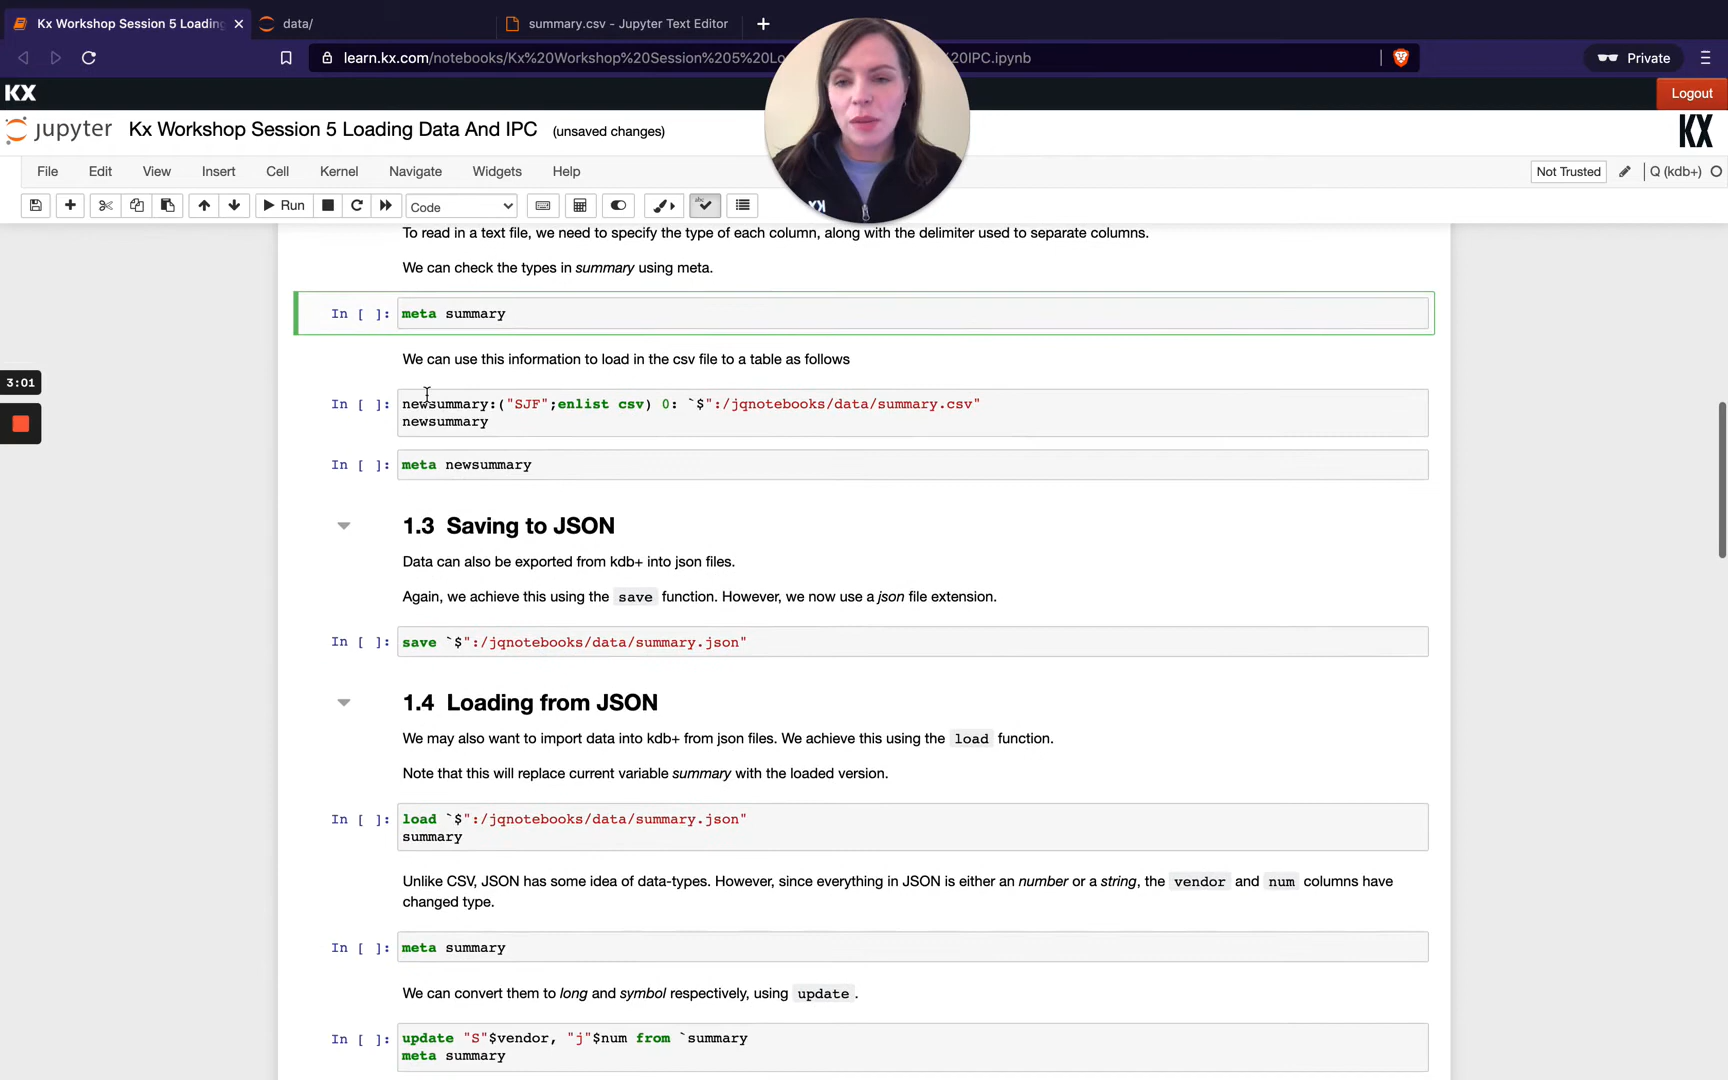 Kx Workshop Session 5 Loading
data/
summary.csv - Jupyter Text Editor
learn.kx.com/notebooks/Kx%20Workshop%20Session%205%20Lo
%20IPC.ipynb
Private
KX
Logout
jupyter
Kx Workshop Session 5 Loading Data And IPC (unsaved changes)
KX
File Edit View Insert Cell Kernel Navigate Widgets Help
Not Trusted
Q (kdb+)
Run
Code
To read in a text file, we need to specify the type of each column, along with the delimiter used to separate columns.
We can check the types in summary using meta.
In [ ]: meta summary
3:01
We can use this information to load in the csv file to a table as follows
In [ ]: newsummary:("SJF";enlist csv) 0: `$":/jqnotebooks/data/summary.csv"
newsummary
In [ ]: meta newsummary
1.3 Saving to JSON
Data can also be exported from kdb+ into json files.
Again, we achieve this using the save function. However, we now use a json file extension.
In [ ]: save `$":/jqnotebooks/data/summary.json"
1.4 Loading from JSON
We may also want to import data into kdb+ from json files. We achieve this using the load function.
Note that this will replace current variable summary with the loaded version.
In [ ]: load `$":/jqnotebooks/data/summary.json"
summary
Unlike CSV, JSON has some idea of data-types. However, since everything in JSON is either an number or a string, the vendor and num columns have
changed type.
In [ ]: meta summary
We can convert them to long and symbol respectively, using update .
In [ ]: update "S"$vendor, "j"$num from `summary
meta summary